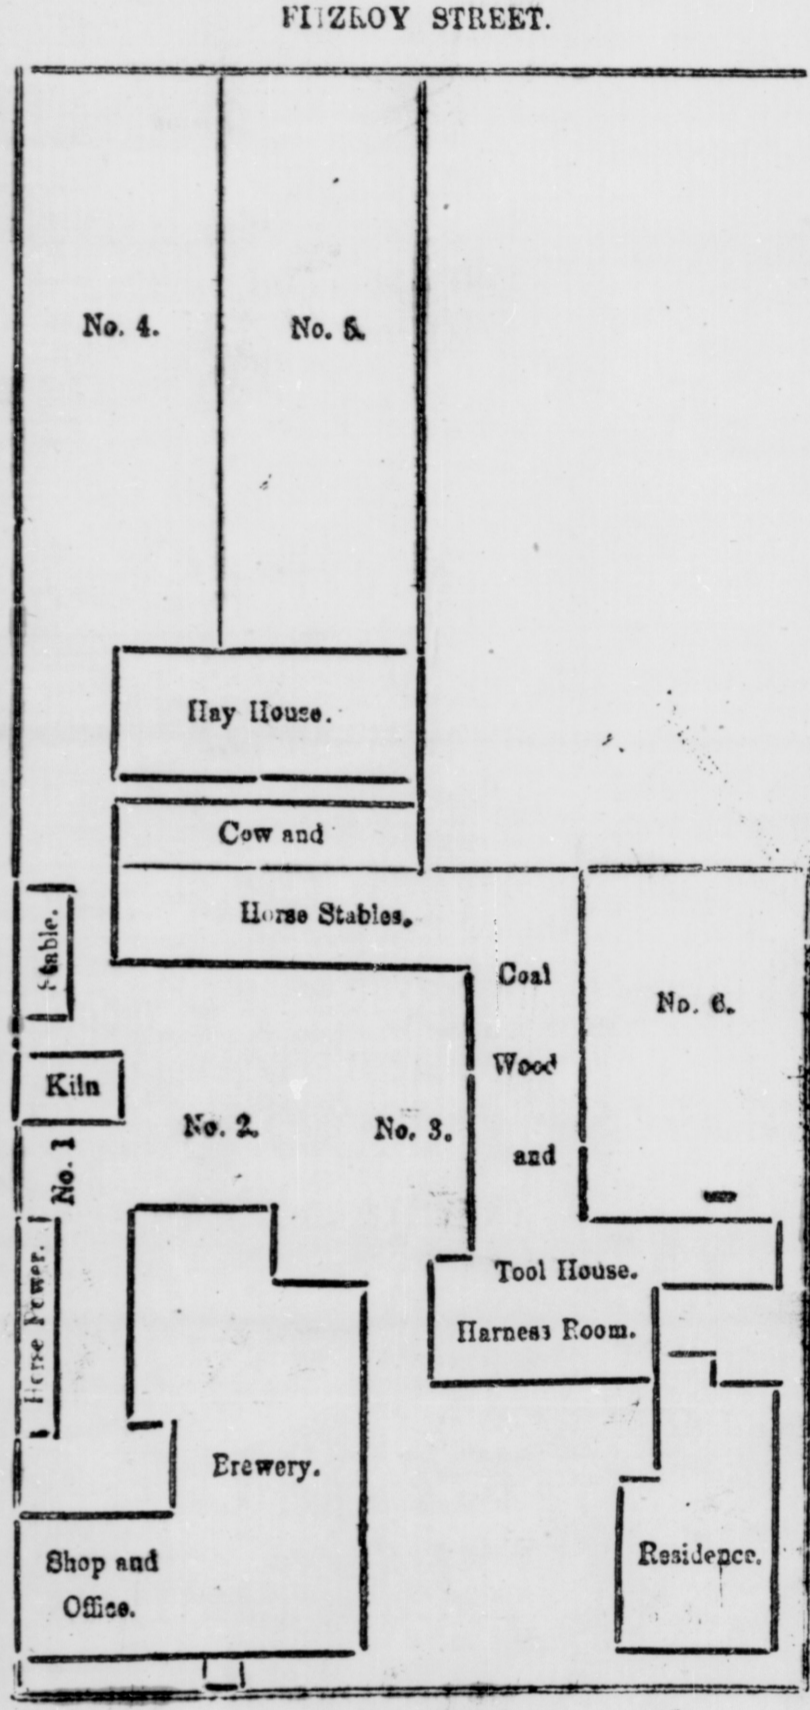 FITZROY STREET.
No. 4.
No. 5.
Hay House.
Cow and
Horse Stables.
Stable.
Coal
Wood
and
No. 6.
Kiln
No. 1
No. 2.
No. 3.
Tool House.
Harness Room.
Horse Power.
Brewery.
Shop and
Office.
Residence.